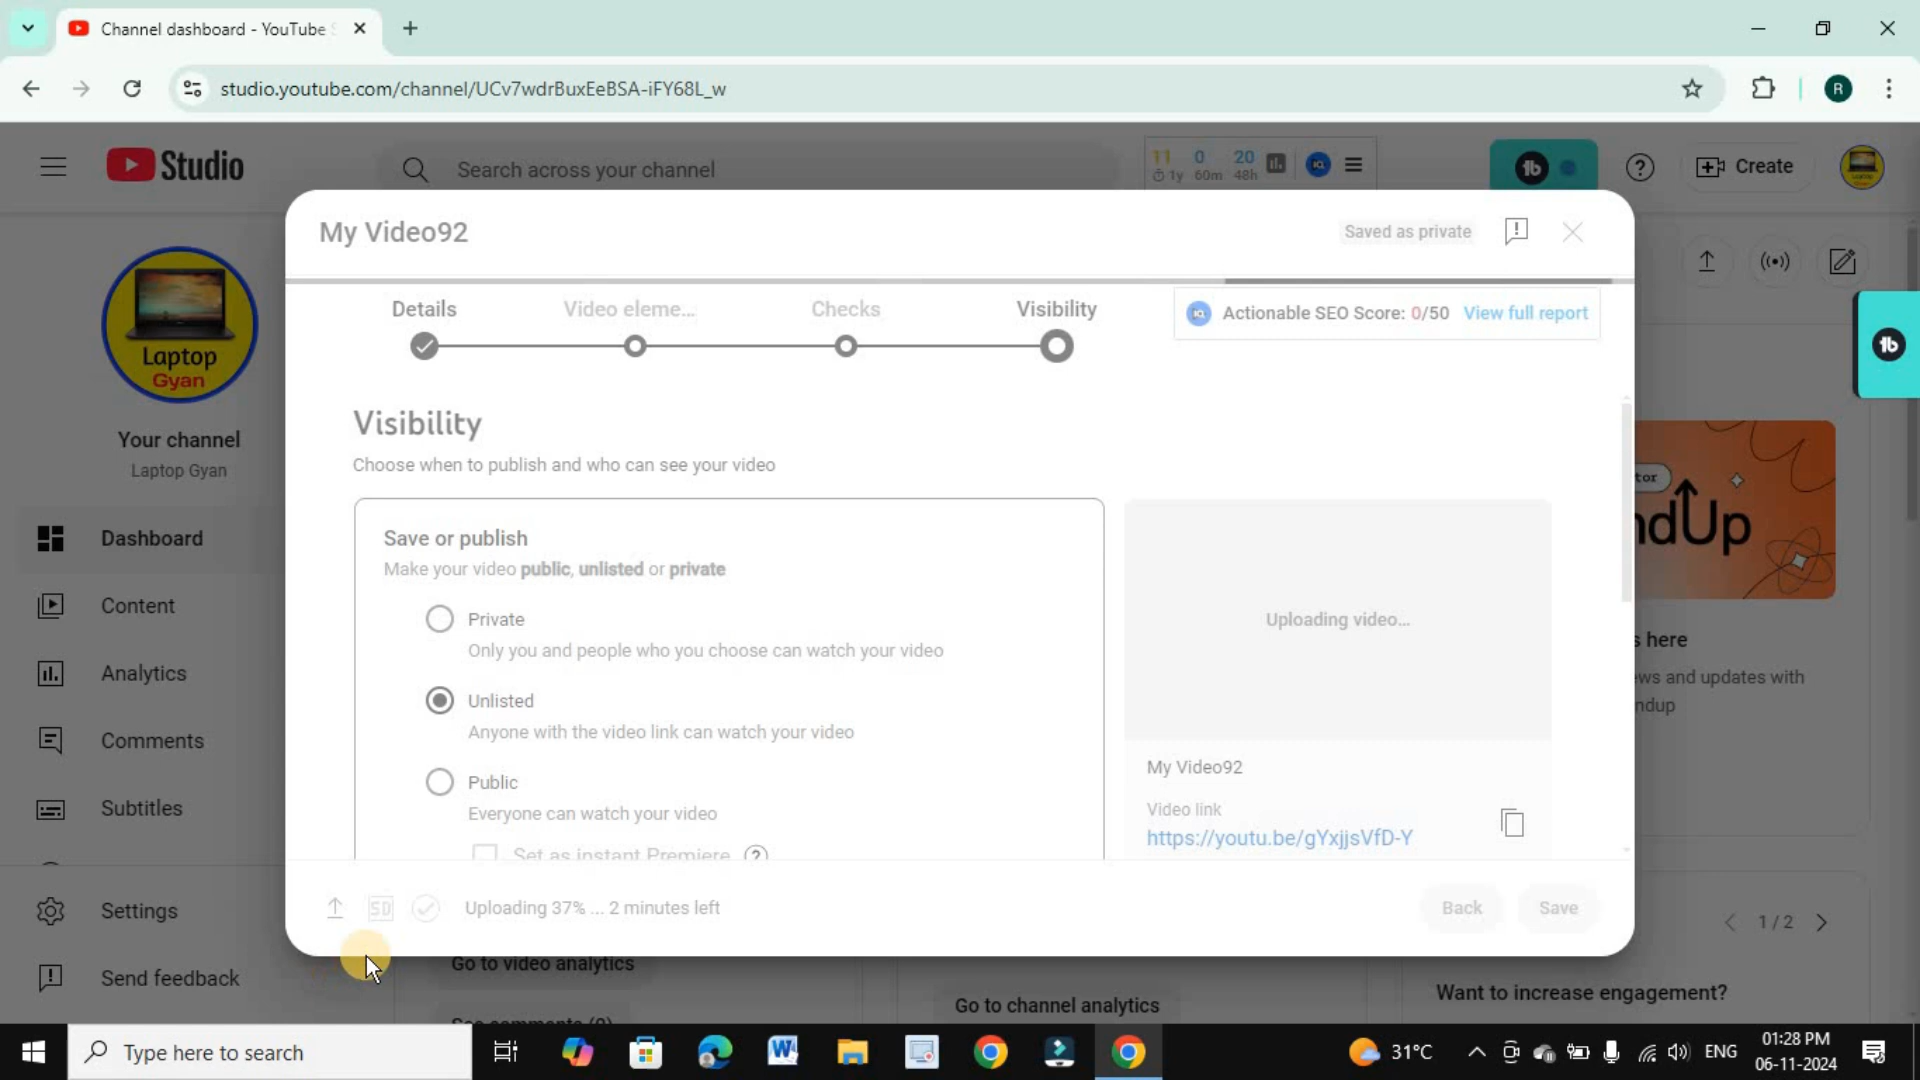 Channel dashboard - YouTube S
studio.youtube.com/channel/UCv7wdrBuxEeBSA-iFY68L_w
R
Studio
Search across your channel
11 0 20
1y 60m 48h
Create
My Video92
Saved as private
Details
Video eleme...
Checks
Visibility
Actionable SEO Score: 0/50 View full report
Laptop
Gyan
Your channel
Laptop Gyan
Dashboard
Content
Analytics
Comments
Subtitles
Settings
Send feedback
Visibility
Choose when to publish and who can see your video
Save or publish
Make your video public, unlisted or private
Private
Only you and people who you choose can watch your video
Unlisted
Anyone with the video link can watch your video
Public
Everyone can watch your video
Set as instant Premiere
Uploading video...
My Video92
Video link
https://youtu.be/gYxjjsVfD-Y
SD
Uploading 37% ... 2 minutes left
Back
Save
tor
ndUp
s here
ews and updates with
ndup
1 / 2
Go to video analytics
See comments (0)
Go to channel analytics
Want to increase engagement?
Type here to search
31°C
ENG
01:28 PM
06-11-2024